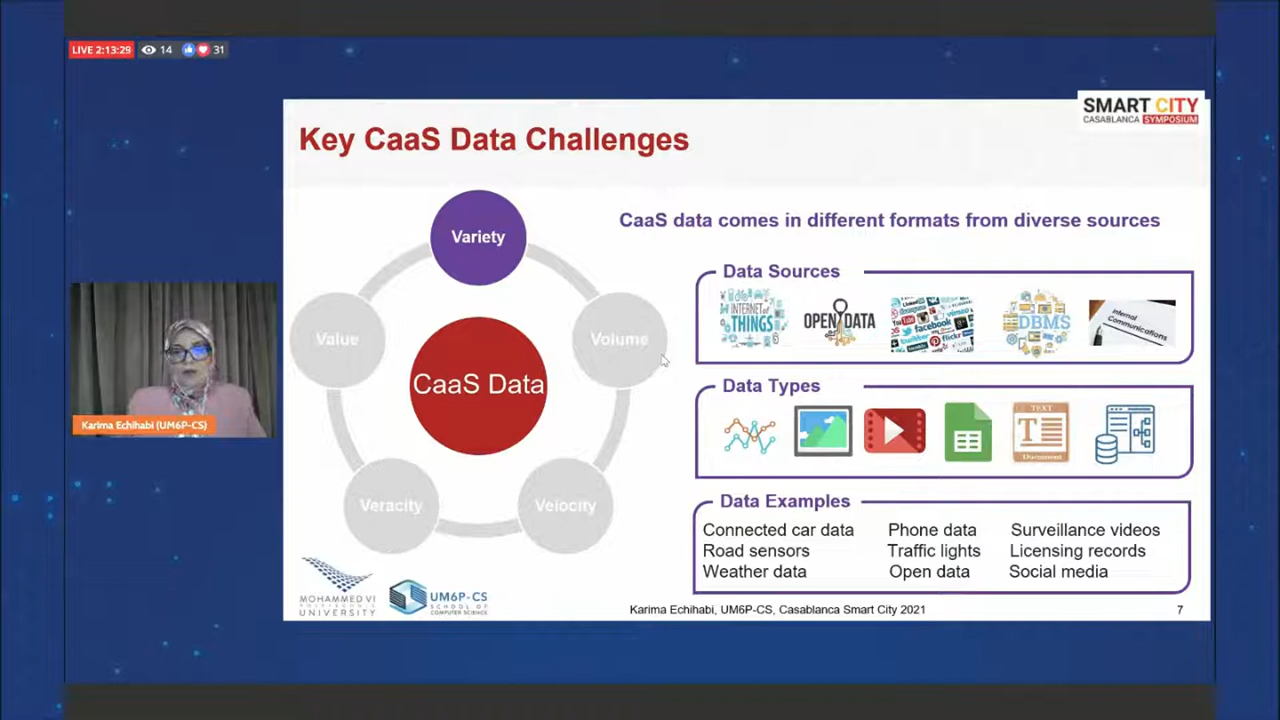 LIVE 2:13:29 14 31
SMART CITY
CASABLANCA SYMPOSIUM
Key CaaS Data Challenges
Variety
CaaS data comes in different formats from diverse sources
Value
Volume
CaaS Data
Veracity
Velocity
Data Sources
INTERNET of
THINGS
OPEN DATA
facebook
flickr
DBMS
Internal
Communications
Data Types
TEXT
T
Document
Data Examples
Connected car data Phone data Surveillance videos
Road sensors Traffic lights Licensing records
Weather data Open data Social media
Karima Echihabi (UM6P-CS)
MOHAMMED VI
POLYTECHNIC
UNIVERSITY
UM6P-CS
SCHOOL OF
COMPUTER SCIENCE
Karima Echihabi, UM6P-CS, Casablanca Smart City 2021 7